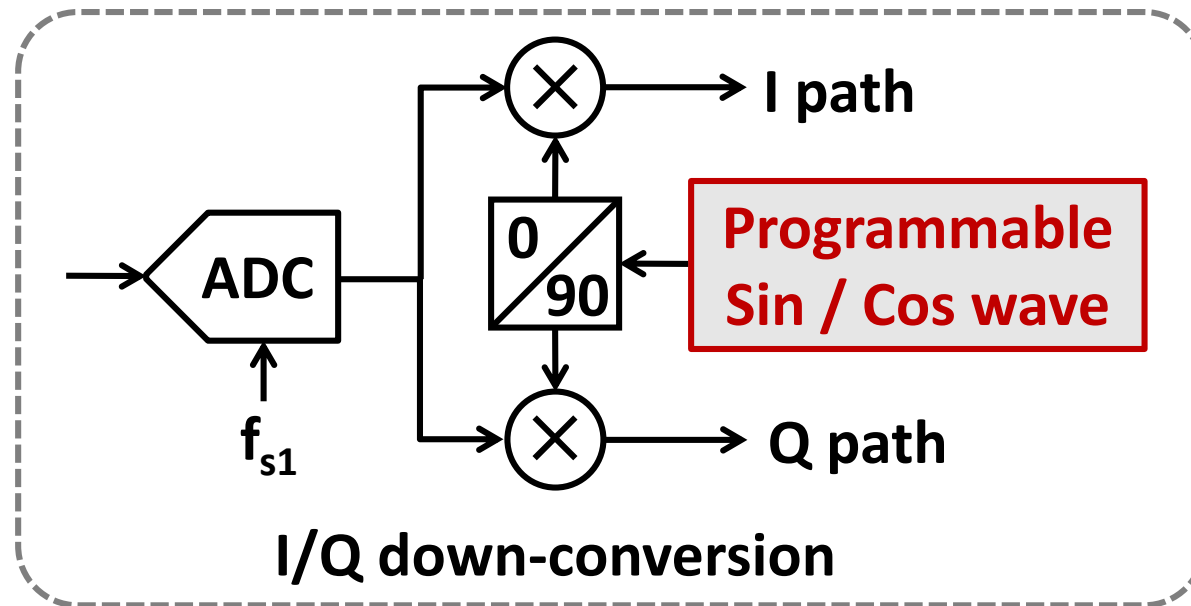 I path
0
90
Programmable
Sin / Cos wave
ADC
fs1
Q path
I/Q down-conversion